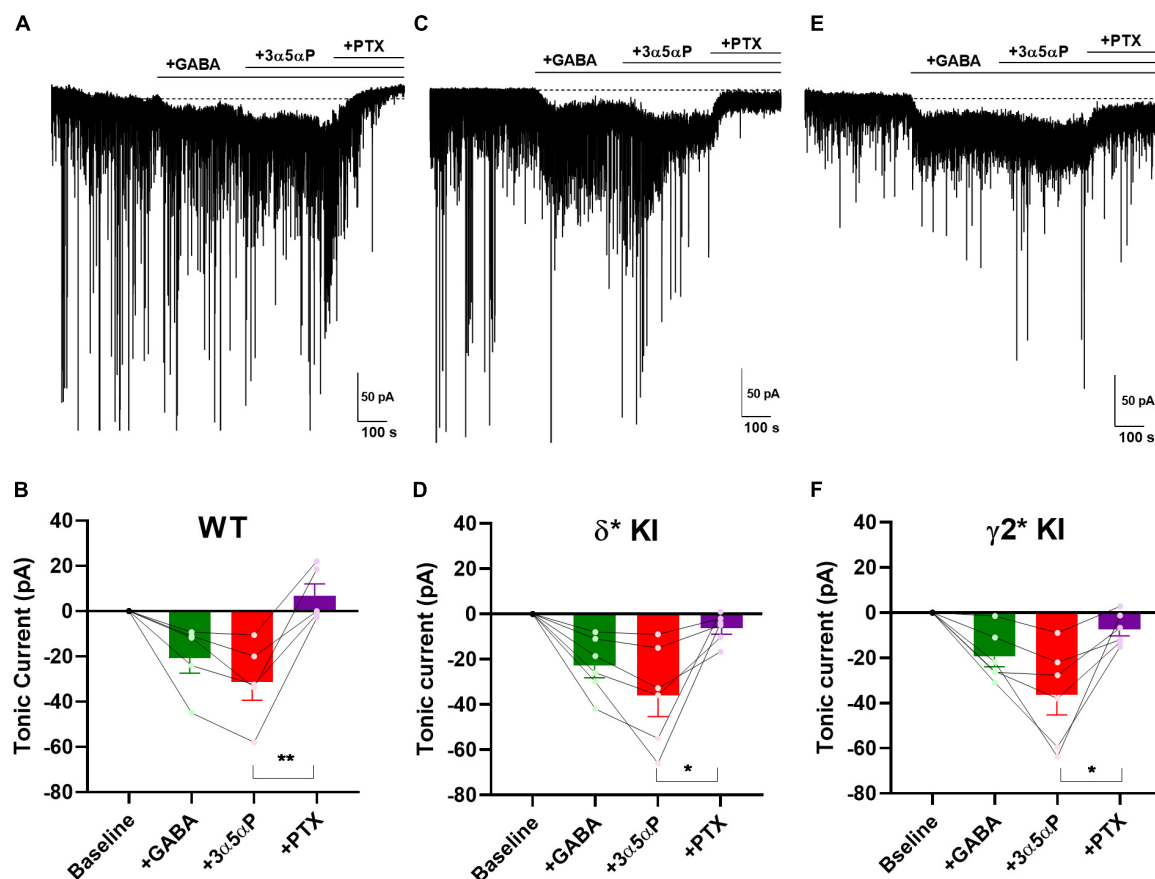 A
+PTX
+3α5αP
+GABA
50 pA
100 s
C
+PTX
+3α5αP
+GABA
50 pA
100 s
E
+PTX
+3α5αP
+GABA
50 pA
100 s
B
WT
Tonic current (pA)
40
20
0
-20
-40
-60
-80
**
Baseline
+GABA
+3α5αP
+PTX
D
δ* KI
Tonic current (pA)
40
20
0
-20
-40
-60
-80
*
Baseline
+GABA
+3α5αP
+PTX
F
γ2* KI
Tonic current (pA)
40
20
0
-20
-40
-60
-80
*
Bseline
+GABA
+3α5αP
+PTX